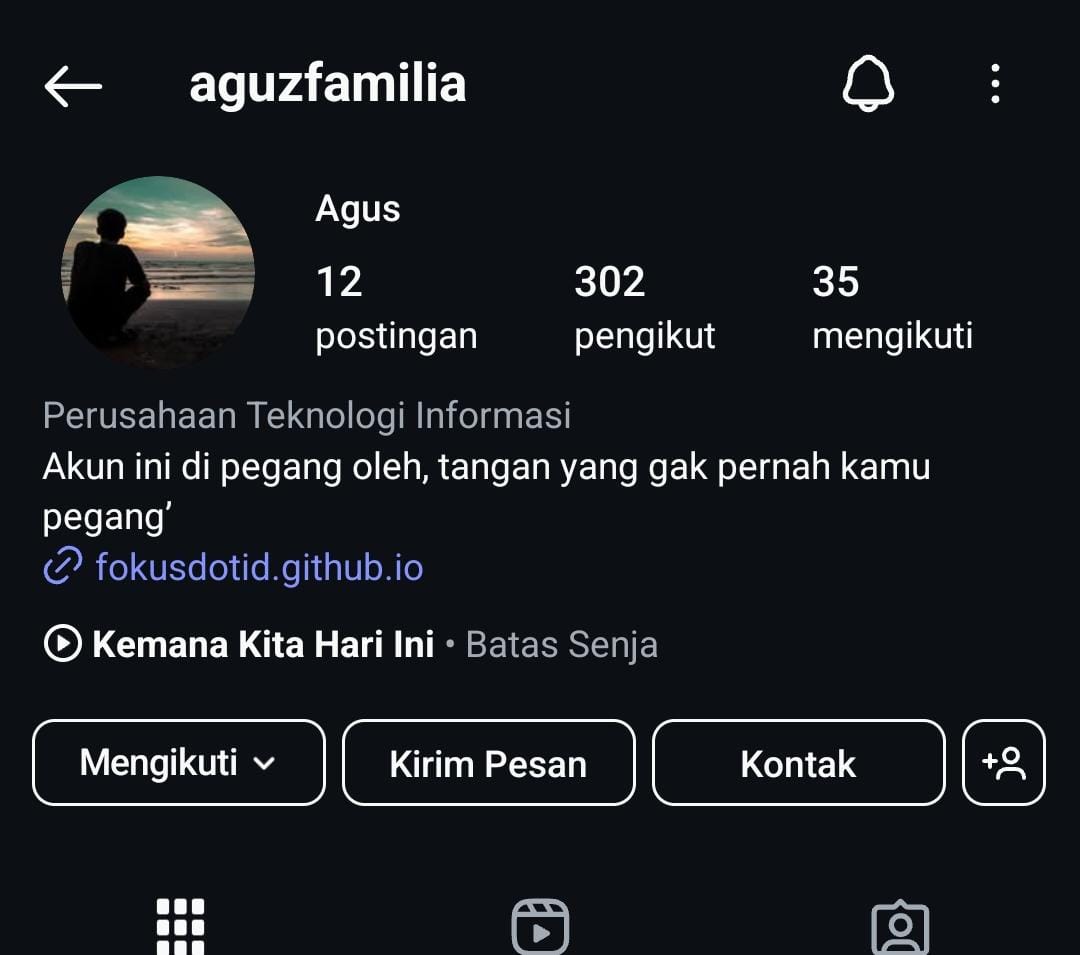 aguzfamilia
Agus
12 302 35
postingan pengikut mengikuti
Perusahaan Teknologi Informasi
Akun ini di pegang oleh, tangan yang gak pernah kamu
pegang’
fokusdotid.github.io
Kemana Kita Hari Ini • Batas Senja
Mengikuti Kirim Pesan Kontak